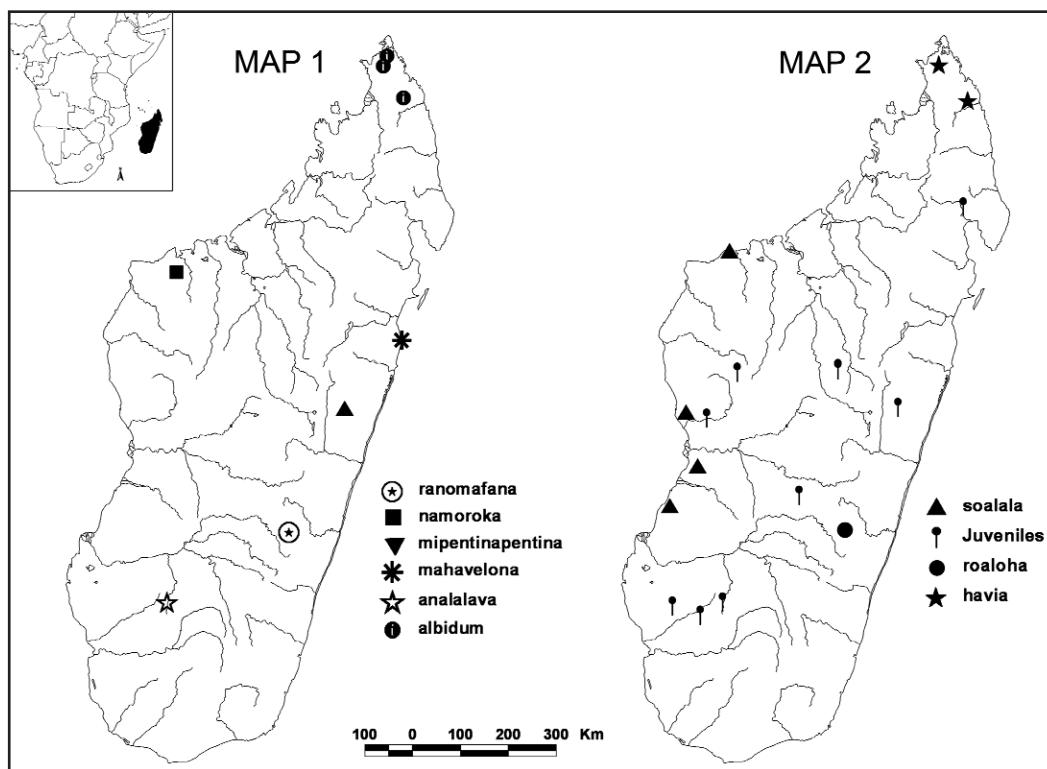 MAP 1
MAP 2
ranomafana
namoroka
mipentinapentina
mahavelona
analalava
albidum
soalala
Juveniles
roaloha
havia
100 0 100 200 300 Km